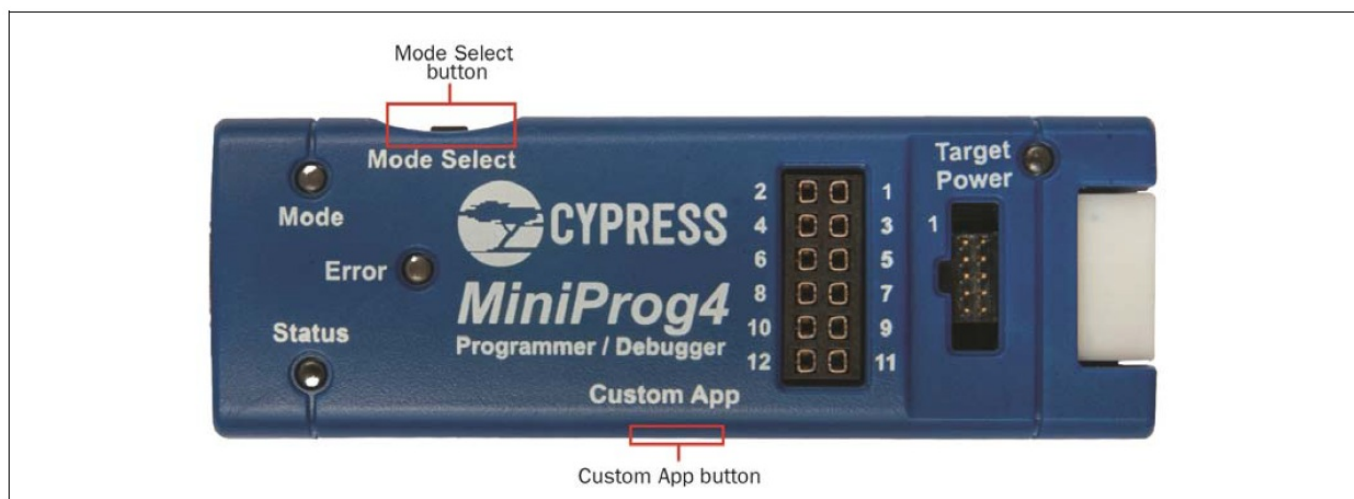 Mode Select
button
Mode Select
Mode
Error
Status
CYPRESS
MiniProg4
Programmer / Debugger
Custom App
2 1
4 3
6 5
8 7
10 9
12 11
Target
Power
1
Custom App button